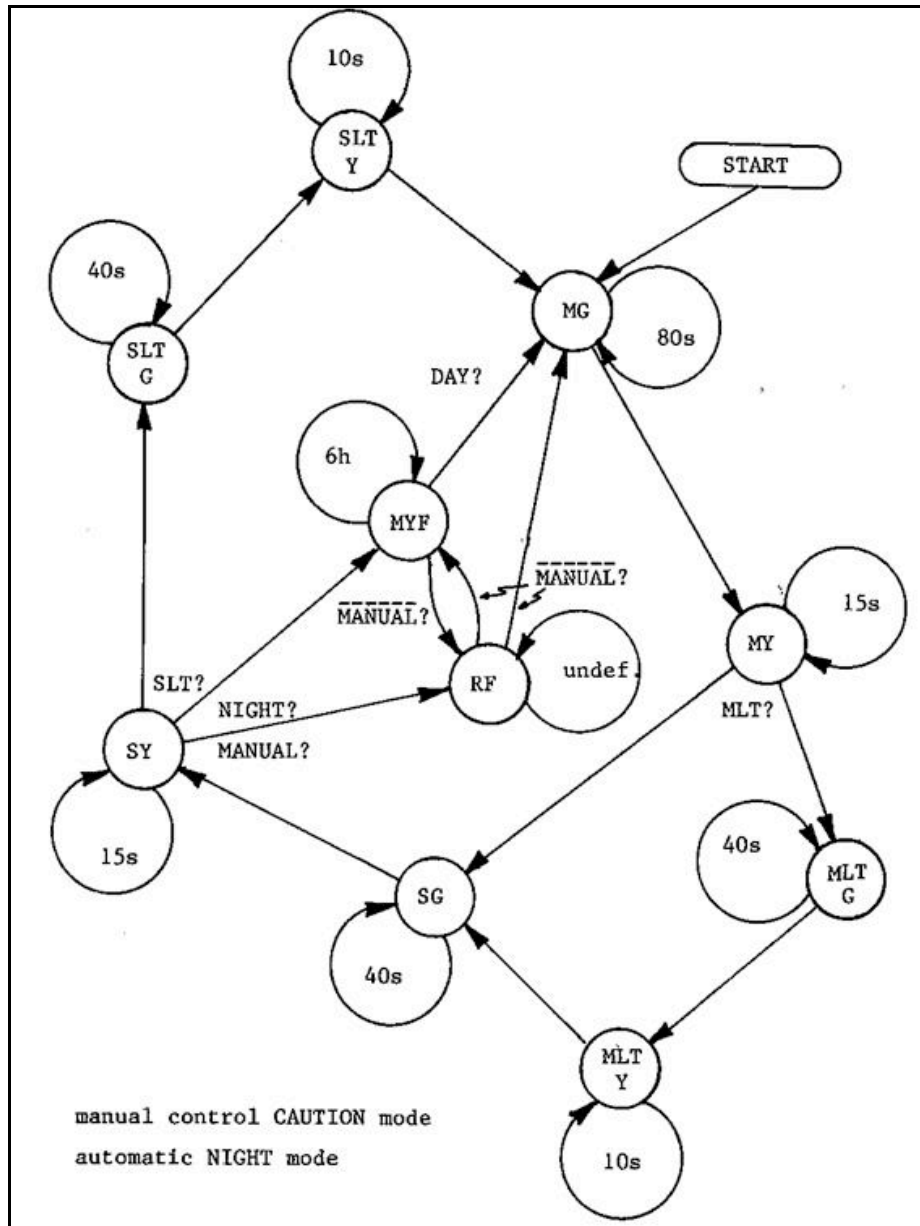 10s
SLT
Y
START
40s
MG
SLT
G
80s
DAY?
6h
MYF
MANUAL?
MANUAL?
15s
MY
RF
undef.
SLT?
NIGHT?
MLT?
SY
MANUAL?
40s
MLT
G
15s
SG
40s
MLT
Y
manual control CAUTION mode
automatic NIGHT mode
10s